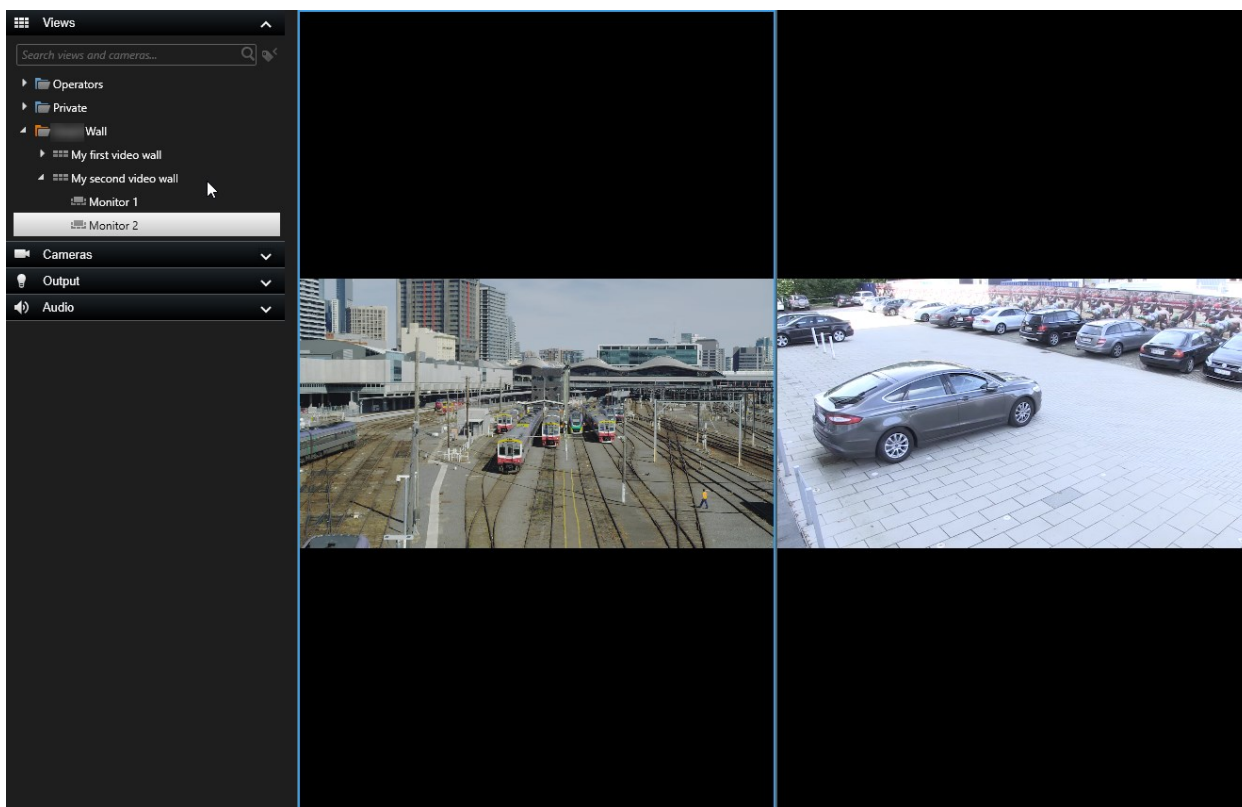 Views
Search views and cameras...
Operators
Private
Wall
My first video wall
My second video wall
Monitor 1
Monitor 2
Cameras
Output
Audio